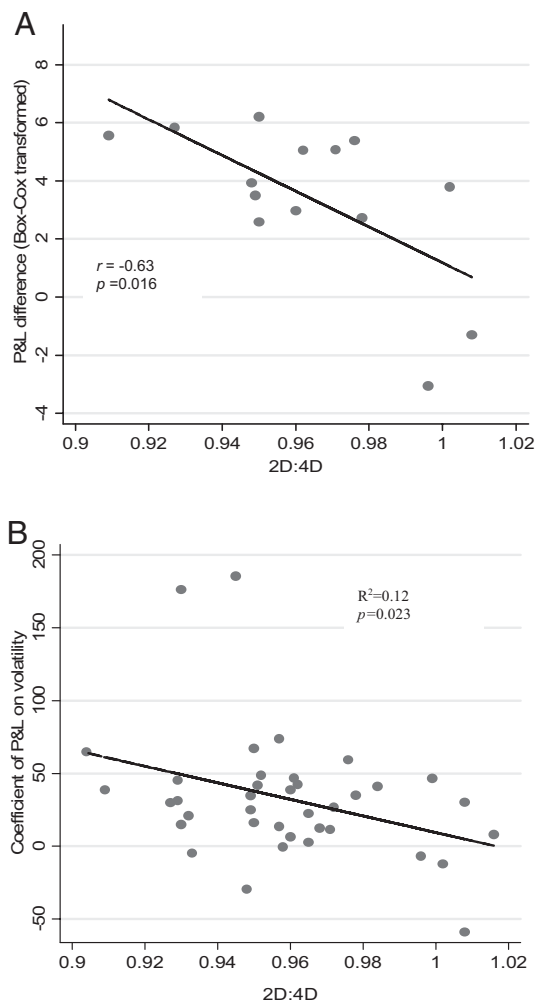 A
P&L difference (Box-Cox transformed)
8
6
4
2
0
-2
-4
r = -0.63
p =0.016
0.9 0.92 0.94 0.96 0.98 1 1.02
2D:4D
B
Coefficient of P&L on volatility
200
150
100
50
0
-50
R²=0.12
p=0.023
0.9 0.92 0.94 0.96 0.98 1 1.02
2D:4D